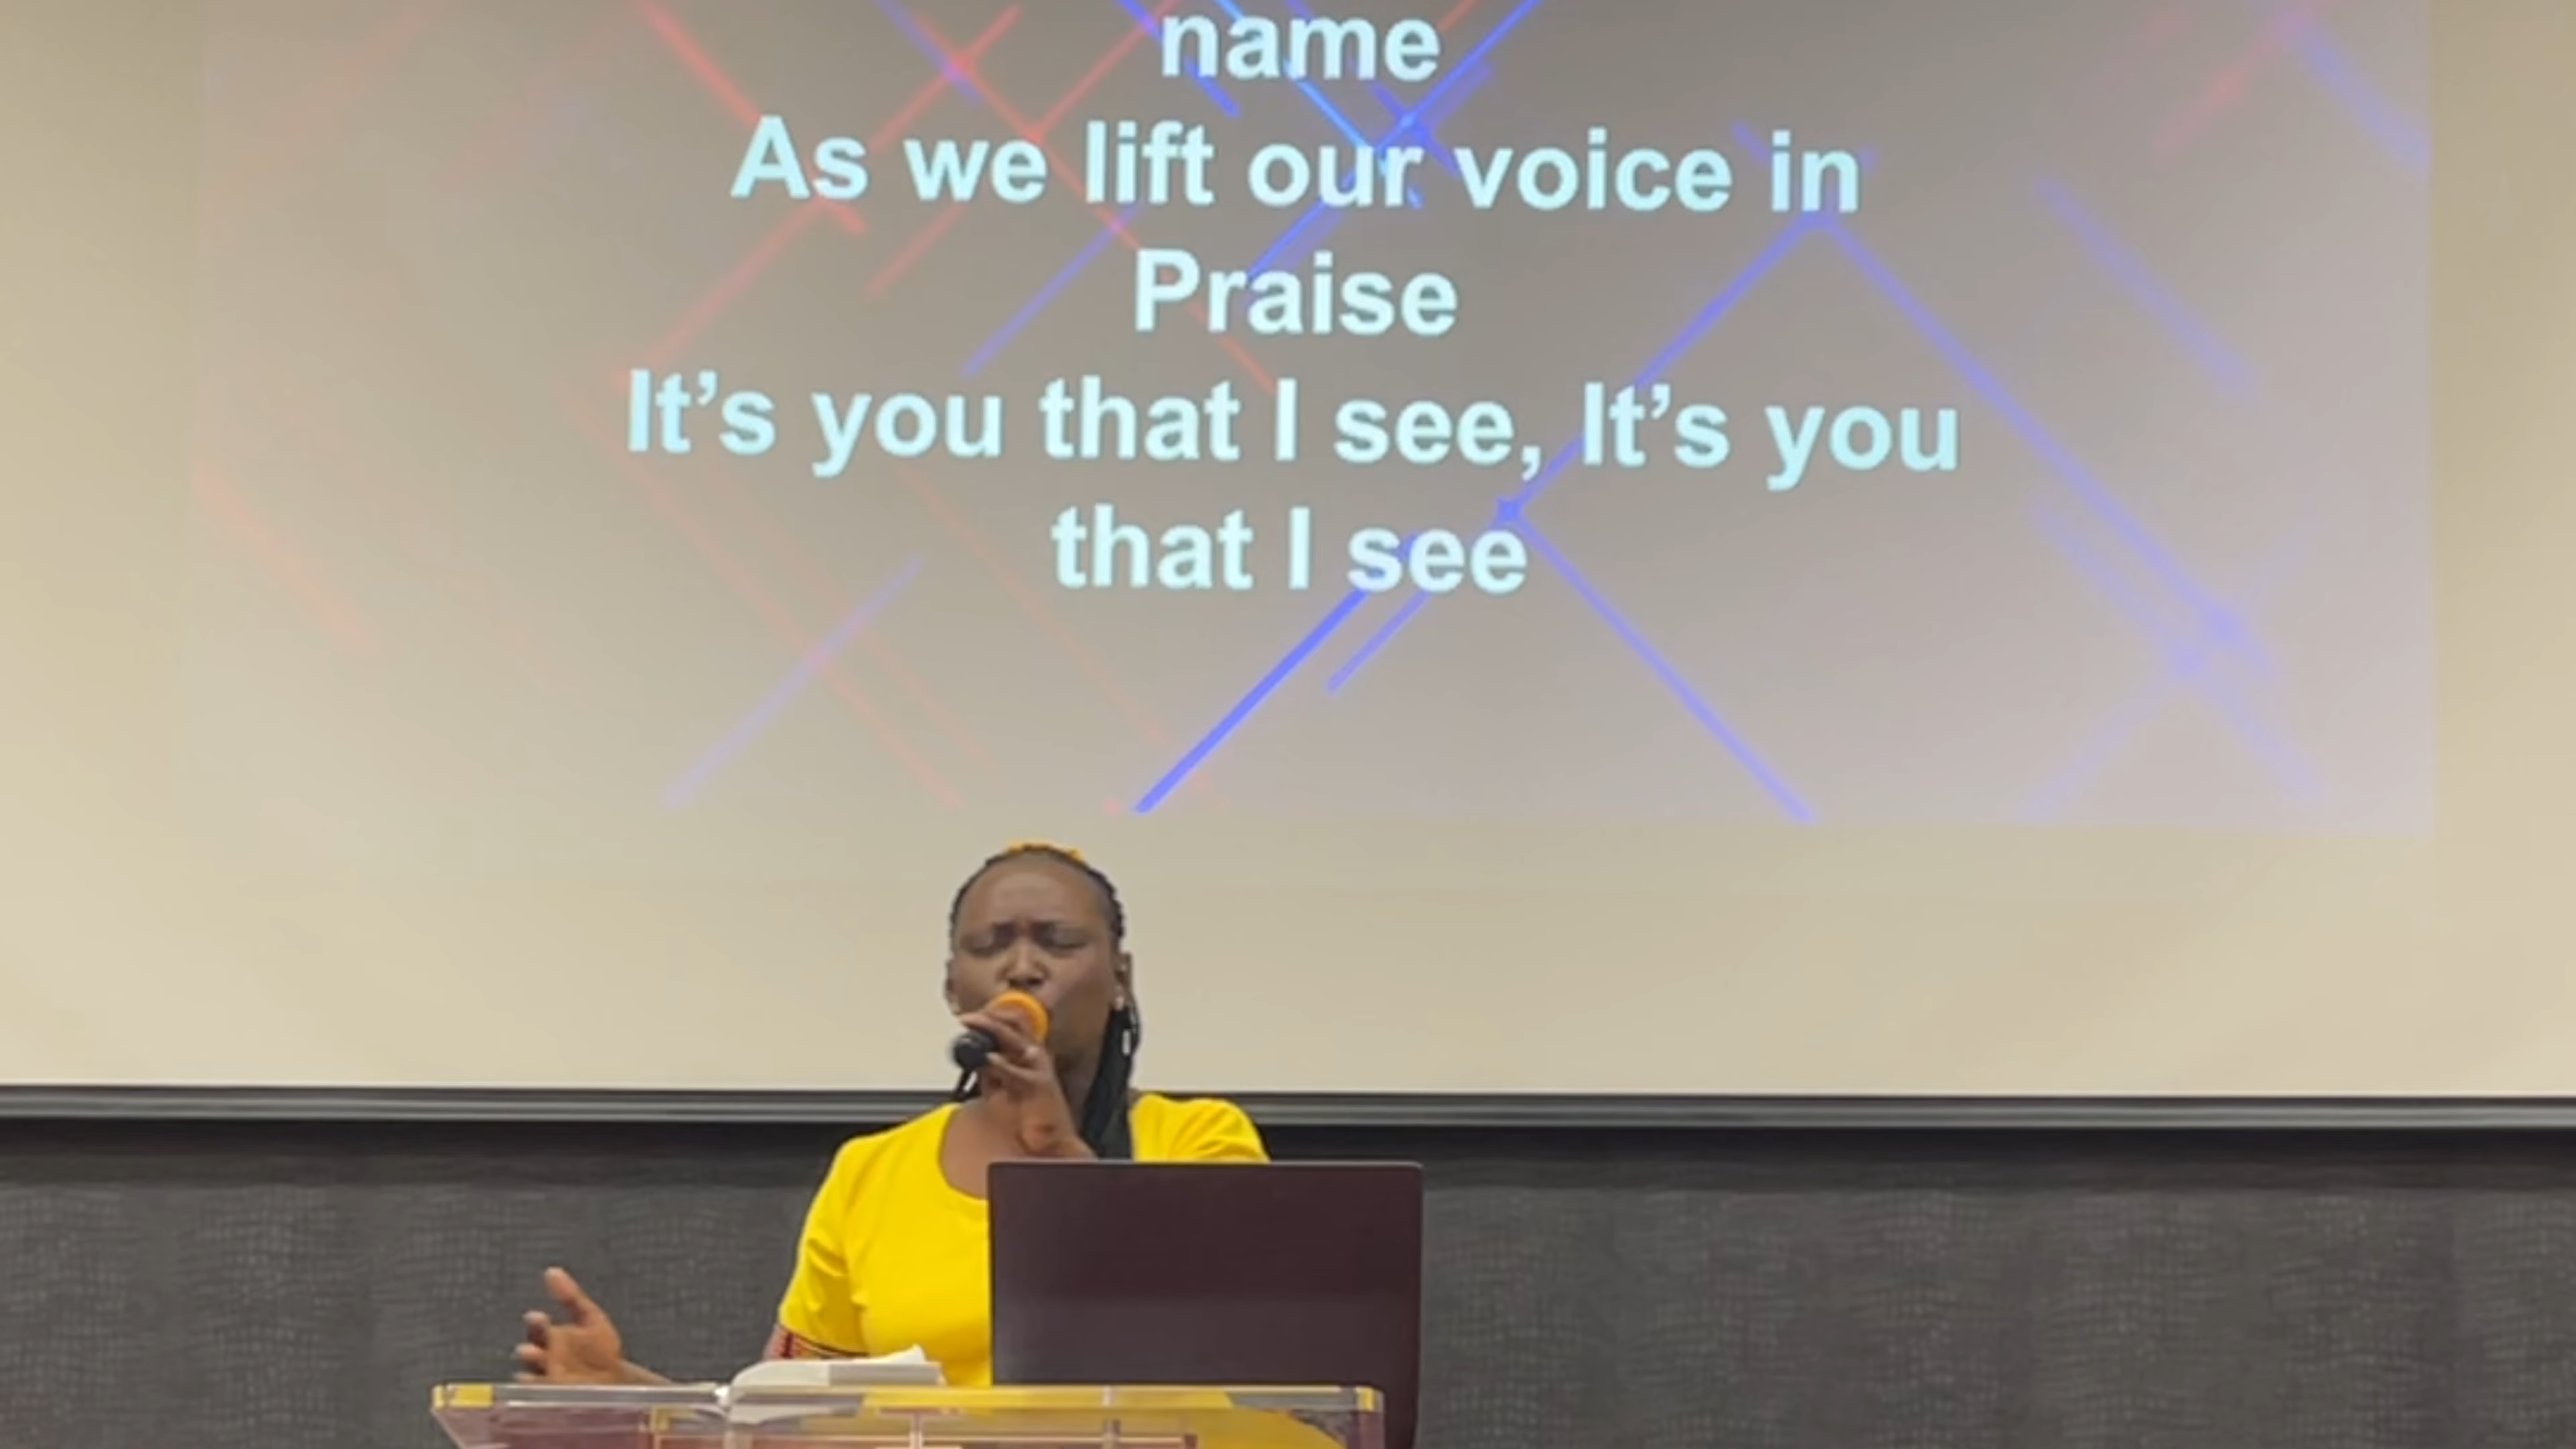 name
As we lift our voice in
Praise
It’s you that I see, It’s you
that I see